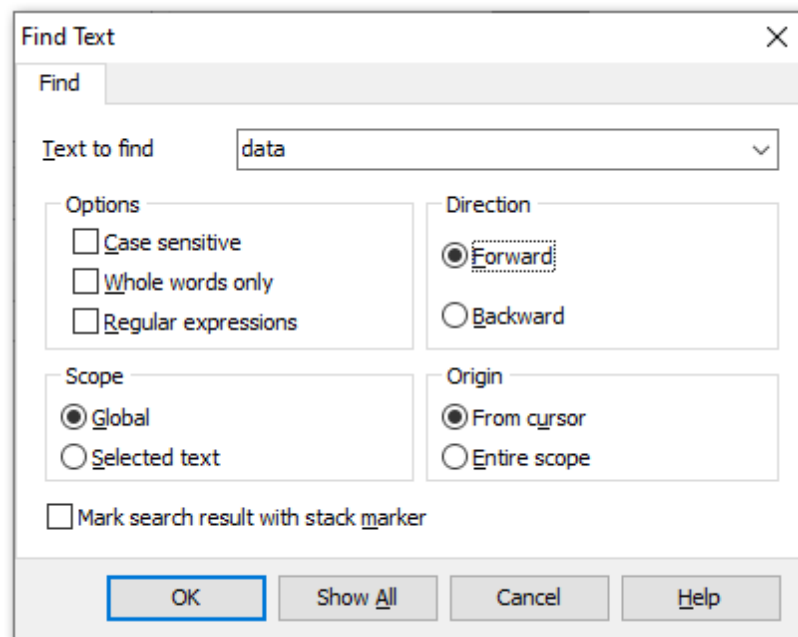 Find Text
Find
Text to find
data
Options
Direction
Case sensitive
Forward
Whole words only
Regular expressions
Backward
Scope
Origin
Global
From cursor
Selected text
Entire scope
Mark search result with stack marker
OK
Show All
Cancel
Help